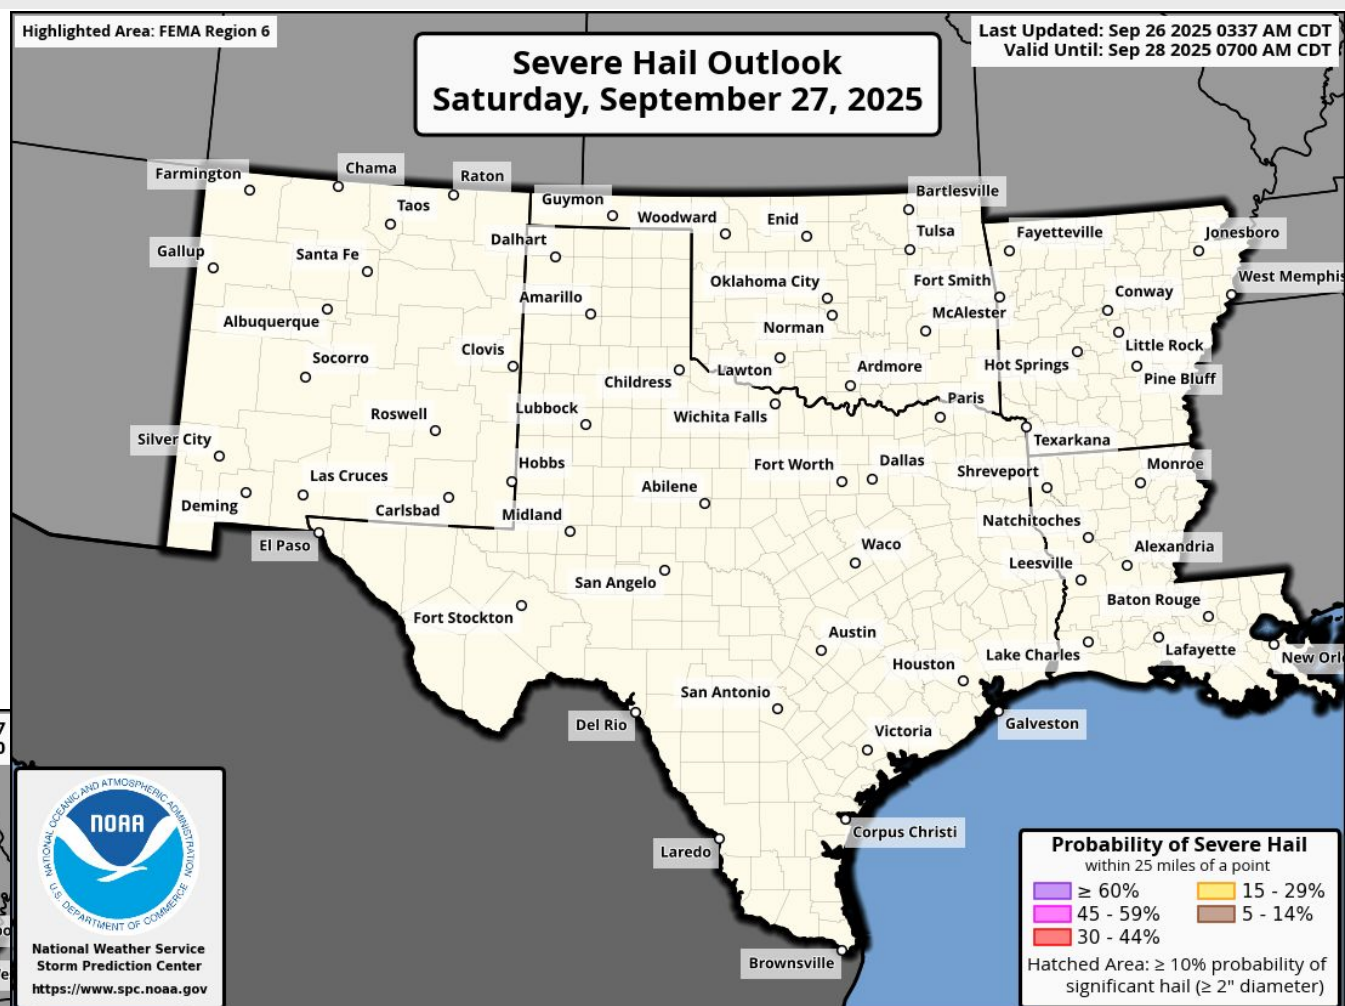 Highlighted Area: FEMA Region 6
Severe Hail Outlook
Saturday, September 27, 2025
Last Updated: Sep 26 2025 0337 AM CDT
Valid Until: Sep 28 2025 0700 AM CDT
Farmington
Chama
Raton
Taos
Guymon
Woodward
Enid
Bartlesville
Tulsa
Fayetteville
Jonesboro
Gallup
Santa Fe
Dalhart
Oklahoma City
Fort Smith
Conway
West Memphis
Albuquerque
Amarillo
Norman
McAlester
Little Rock
Socorro
Clovis
Childress
Lawton
Ardmore
Hot Springs
Pine Bluff
Roswell
Lubbock
Wichita Falls
Paris
Texarkana
Silver City
Las Cruces
Hobbs
Abilene
Fort Worth
Dallas
Shreveport
Monroe
Deming
Carlsbad
Midland
Natchitoches
El Paso
San Angelo
Waco
Leesville
Alexandria
Fort Stockton
Baton Rouge
Austin
Houston
Lake Charles
Lafayette
New Orl
San Antonio
Del Rio
Victoria
Galveston
Laredo
Corpus Christi
Brownsville
7
NATIONAL OCEANIC AND ATMOSPHERIC ADMINISTRATION
NOAA
U.S. DEPARTMENT OF COMMERCE
National Weather Service
Storm Prediction Center
https://www.spc.noaa.gov
Probability of Severe Hail
within 25 miles of a point
≥ 60%
15 - 29%
45 - 59%
5 - 14%
30 - 44%
Hatched Area: ≥ 10% probability of
significant hail (≥ 2" diameter)